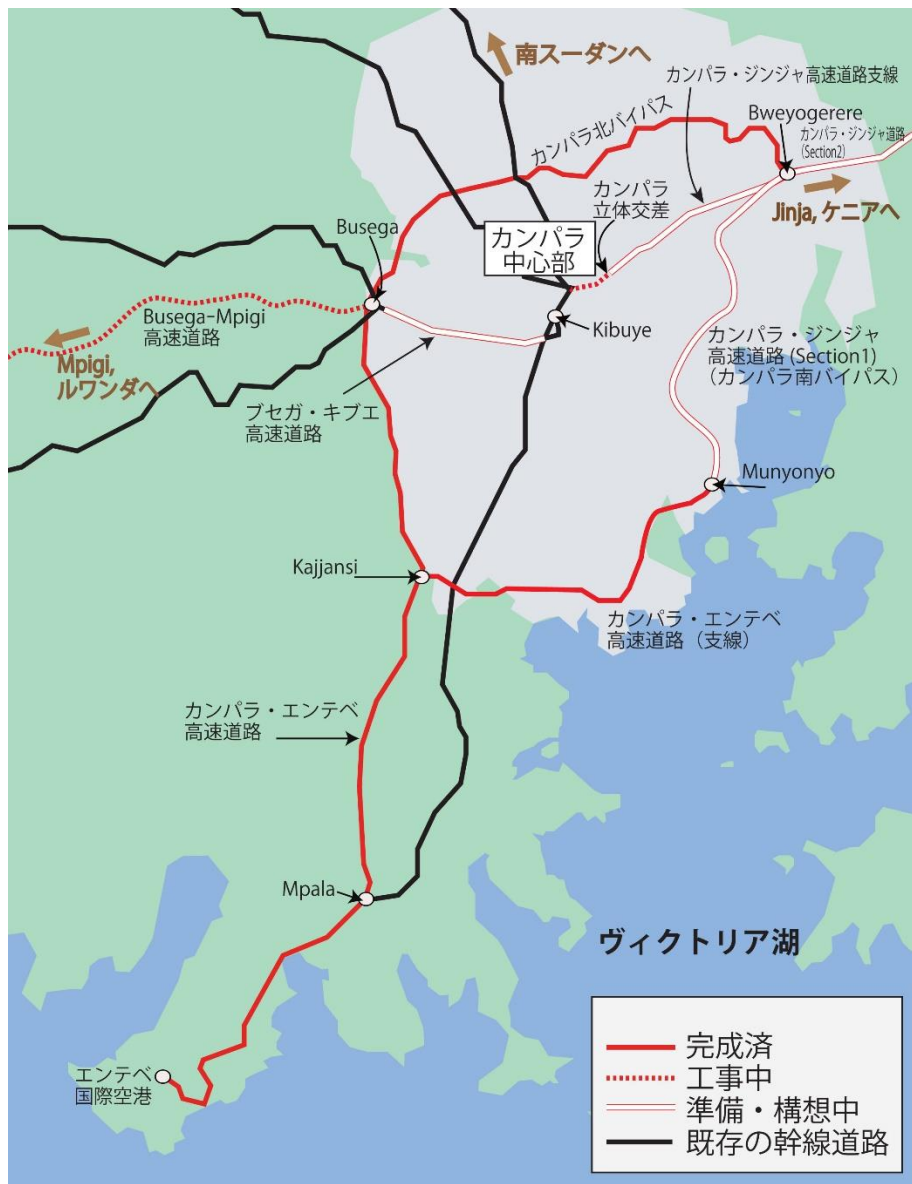 南スーダンへ
カンパラ・ジンジャ高速道路支線
Bweyogerere
カンパラ・ジンジャ道路
(Section2)
カンパラ北バイパス
カンパラ
立体交差
Jinja, ケニアへ
Busega
カンパラ
中心部
Busega-Mpigi
高速道路
Kibuye
Mpigi,
ルワンダへ
カンパラ・ジンジャ
高速道路 (Section1)
（カンパラ南バイパス）
ブセガ・キブエ
高速道路
Munyonyo
Kajjansi
カンパラ・エンテベ
高速道路（支線）
カンパラ・エンテベ
高速道路
Mpala
ヴィクトリア湖
エンテベ
国際空港
完成済
工事中
準備・構想中
既存の幹線道路